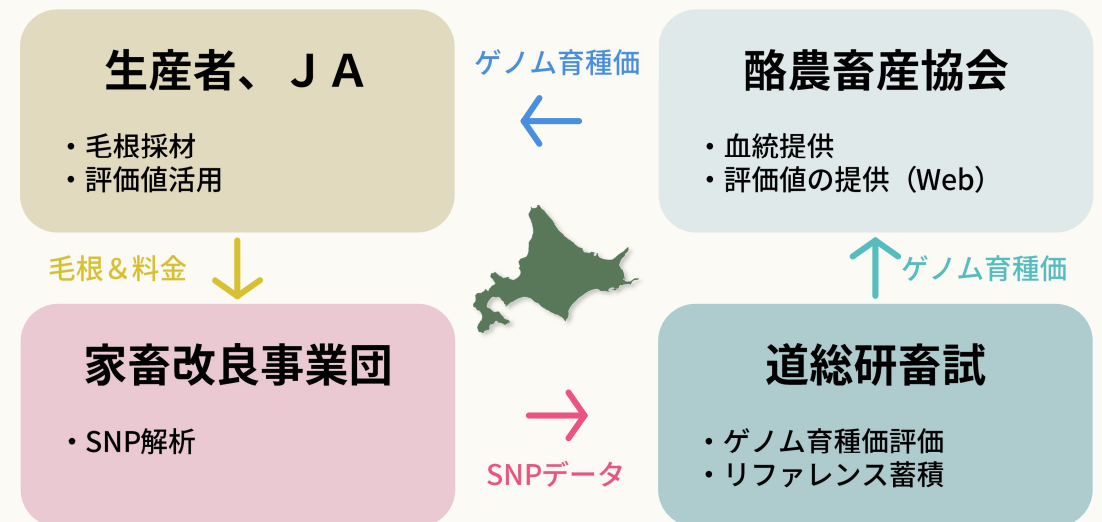 生産者、ＪＡ
・毛根採材
・評価値活用
ゲノム育種価
酪農畜産協会
・血統提供
・評価値の提供（Web）
毛根＆料金
ゲノム育種価
家畜改良事業団
・SNP解析
SNPデータ
道総研畜試
・ゲノム育種価評価
・リファレンス蓄積